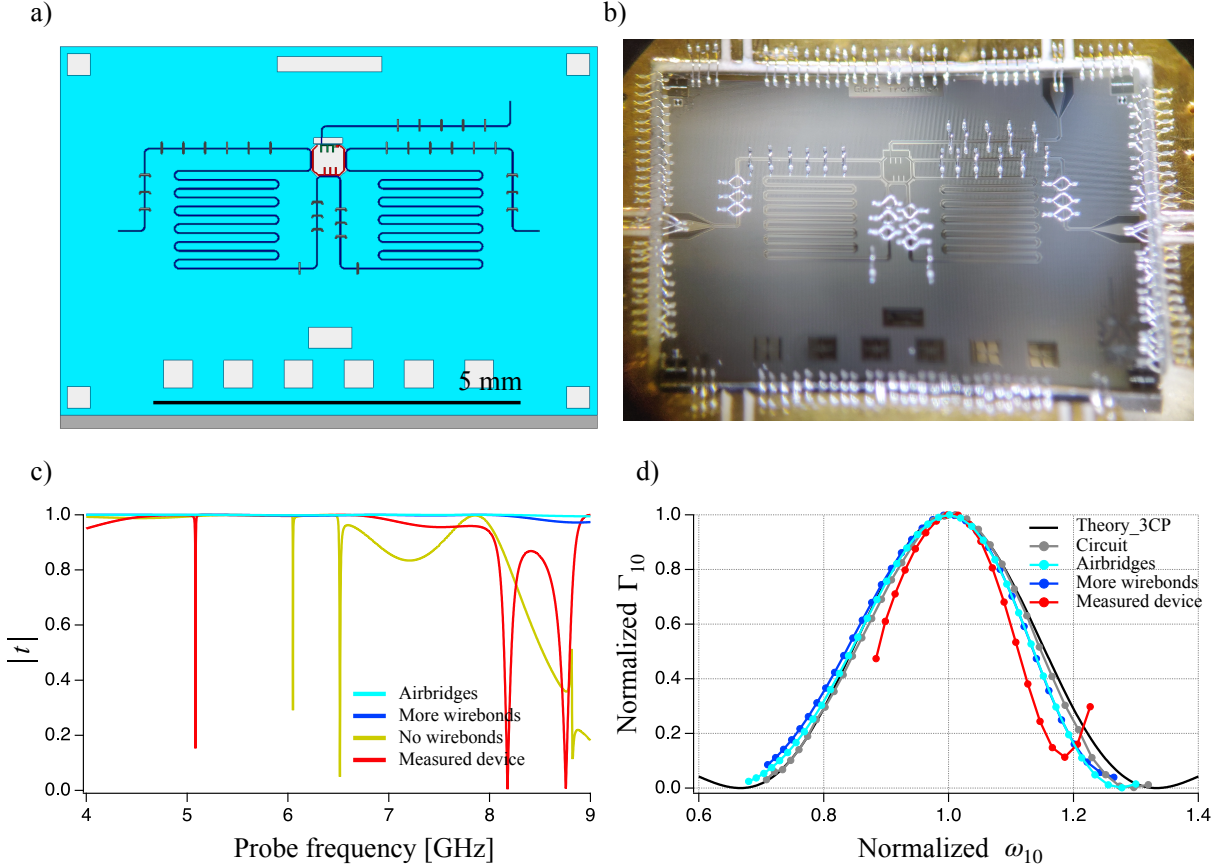 a)
b)
5 mm
c)
d)
|t|
1.0
0.8
0.6
0.4
0.2
0.0
Airbridges
More wirebonds
No wirebonds
Measured device
4
5
6
7
8
9
Probe frequency [GHz]
Normalized Γ10
1.0
0.8
0.6
0.4
0.2
0.0
Theory_3CP
Circuit
Airbridges
More wirebonds
Measured device
0.6
0.8
1.0
1.2
1.4
Normalized ω10